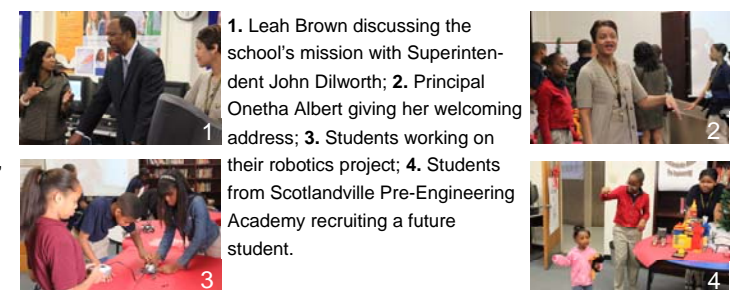 1. Leah Brown discussing the
school's mission with Superinten-
dent John Dilworth; 2. Principal
Onetha Albert giving her welcoming
address; 3. Students working on
their robotics project; 4. Students
from Scotlandville Pre-Engineering
Academy recruiting a future
student.
1
2
3
4